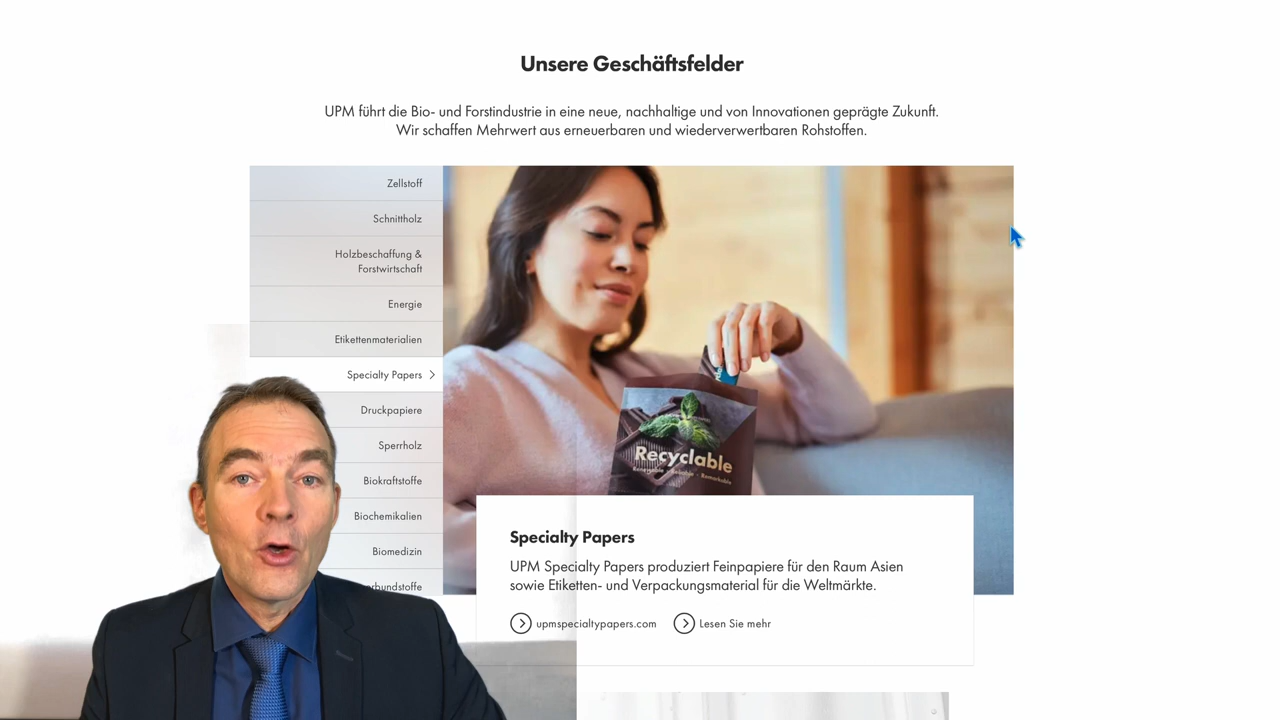 Unsere Geschäftsfelder
UPM führt die Bio- und Forstindustrie in eine neue, nachhaltige und von Innovationen geprägte Zukunft.
Wir schaffen Mehrwert aus erneuerbaren und wiederverwertbaren Rohstoffen.
Zellstoff
Schnittholz
Holzbeschaffung &
Forstwirtschaft
Energie
Etikettenmaterialien
Specialty Papers
Druckpapiere
Sperrholz
Biokraftstoffe
Biochemikalien
Biomedizin
Recyclable
Specialty Papers
UPM Specialty Papers produziert Feinpapiere für den Raum Asien
sowie Etiketten- und Verpackungsmaterial für die Weltmärkte.
upmspecialtypapers.com Lesen Sie mehr